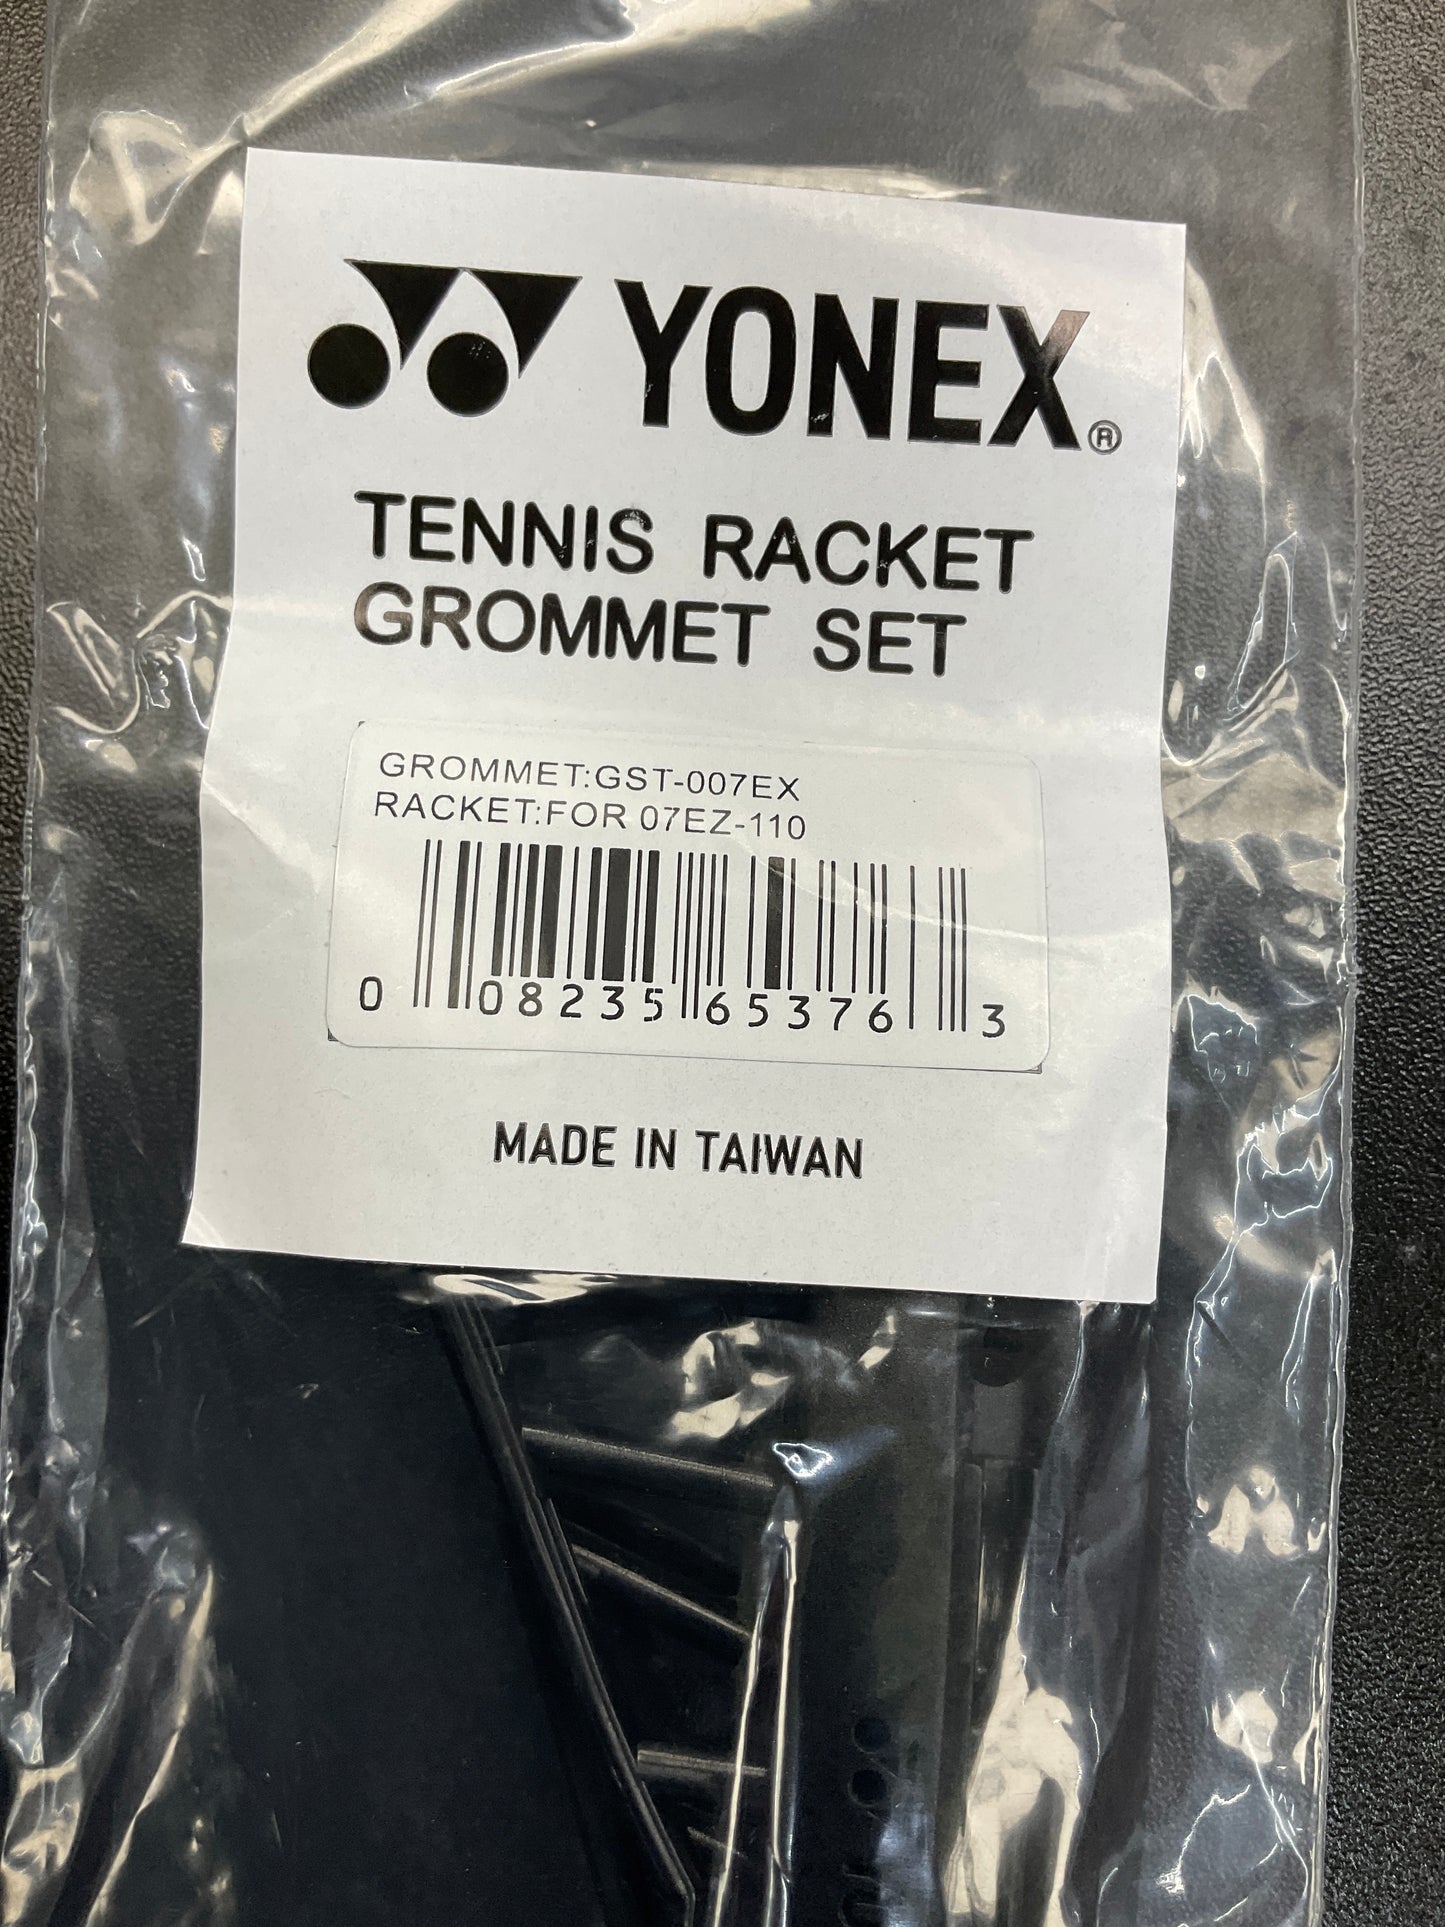 YONEX®
TENNIS RACKET
GROMMET SET
GROMMET:GST-007EX
RACKET:FOR 07EZ-110
0 08235 65376 3
MADE IN TAIWAN